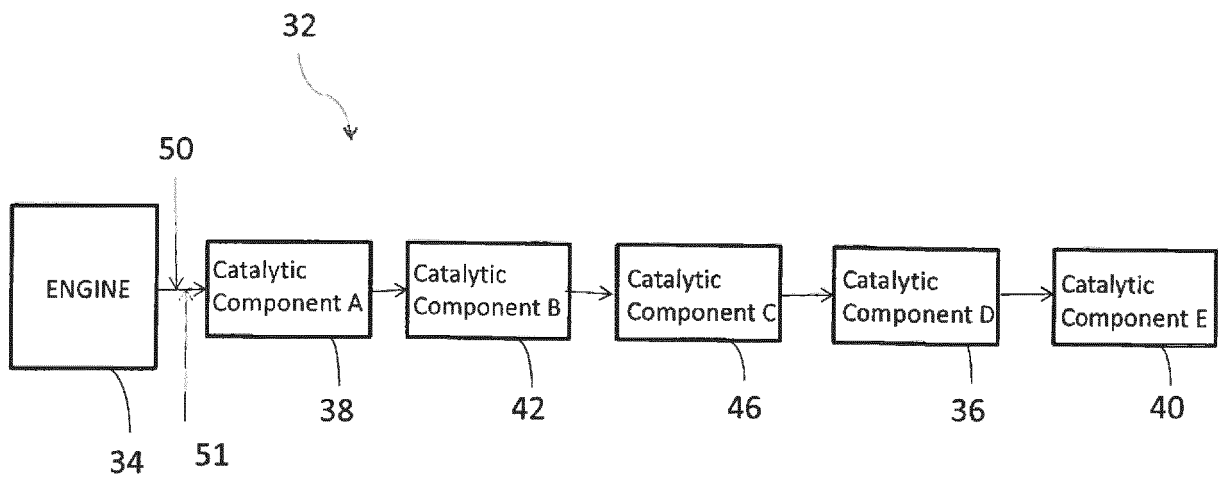 32
50
ENGINE
Catalytic
Component A
Catalytic
Component B
Catalytic
Component C
Catalytic
Component D
Catalytic
Component E
34
51
38
42
46
36
40